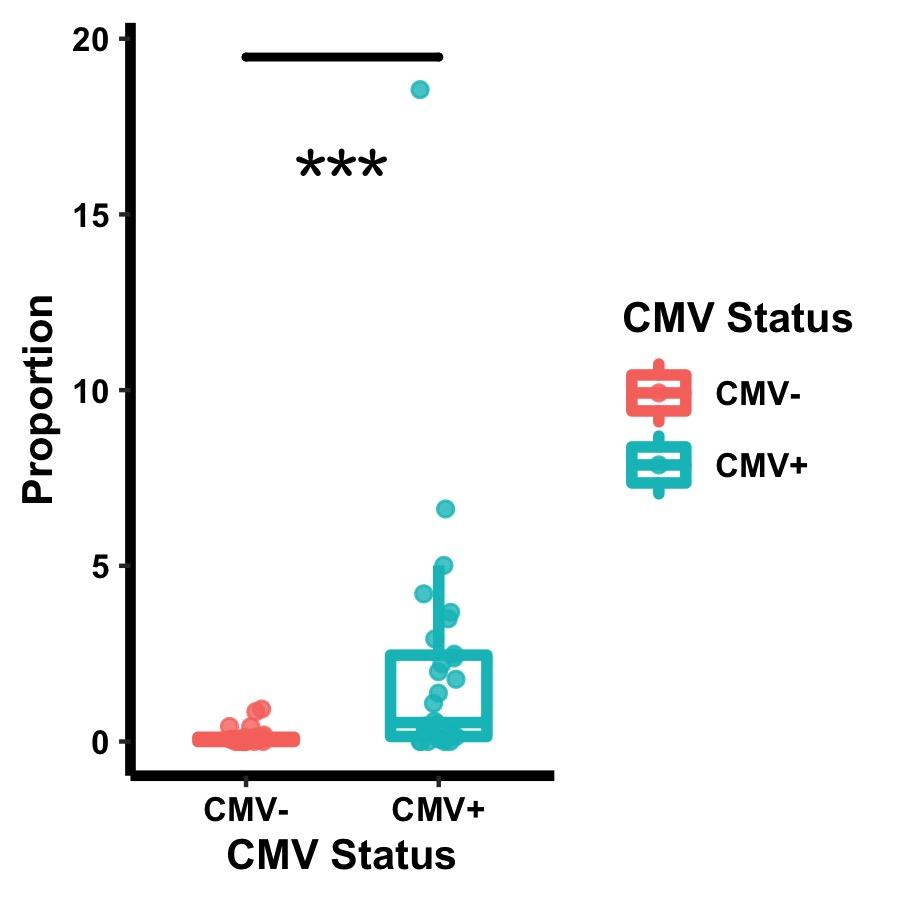 20
***
15
10
5
0
Proportion
CMV-
CMV+
CMV Status
CMV Status
CMV-
CMV+